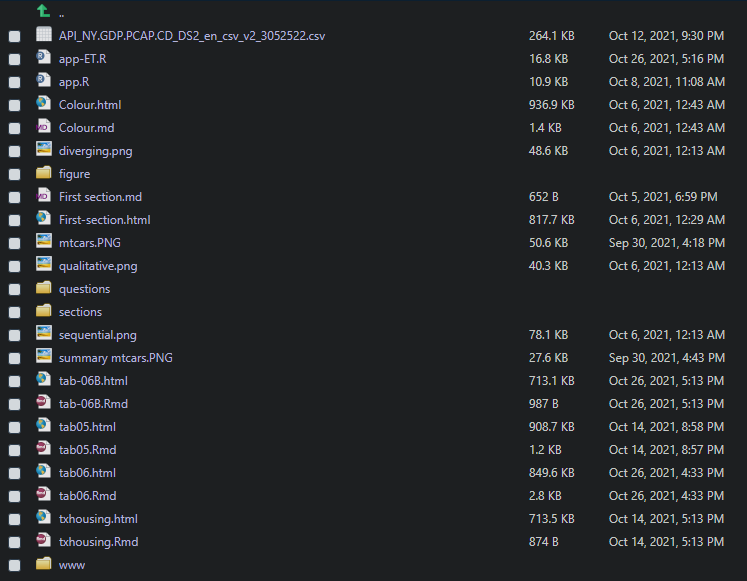 ..
API_NY.GDP.PCAP.CD_DS2_en_csv_v2_3052522.csv 264.1 KB Oct 12, 2021, 9:30 PM
app-ET.R 16.8 KB Oct 26, 2021, 5:16 PM
app.R 10.9 KB Oct 8, 2021, 11:08 AM
Colour.html 936.9 KB Oct 6, 2021, 12:43 AM
Colour.md 1.4 KB Oct 6, 2021, 12:43 AM
diverging.png 48.6 KB Oct 6, 2021, 12:13 AM
figure
First section.md 652 B Oct 5, 2021, 6:59 PM
First-section.html 817.7 KB Oct 6, 2021, 12:29 AM
mtcars.PNG 50.6 KB Sep 30, 2021, 4:18 PM
qualitative.png 40.3 KB Oct 6, 2021, 12:13 AM
questions
sections
sequential.png 78.1 KB Oct 6, 2021, 12:13 AM
summary mtcars.PNG 27.6 KB Sep 30, 2021, 4:43 PM
tab-06B.html 713.1 KB Oct 26, 2021, 5:13 PM
tab-06B.Rmd 987 B Oct 26, 2021, 5:13 PM
tab05.html 908.7 KB Oct 14, 2021, 8:58 PM
tab05.Rmd 1.2 KB Oct 14, 2021, 8:57 PM
tab06.html 849.6 KB Oct 26, 2021, 4:33 PM
tab06.Rmd 2.8 KB Oct 26, 2021, 4:33 PM
txhousing.html 713.5 KB Oct 14, 2021, 5:13 PM
txhousing.Rmd 874 B Oct 14, 2021, 5:13 PM
www